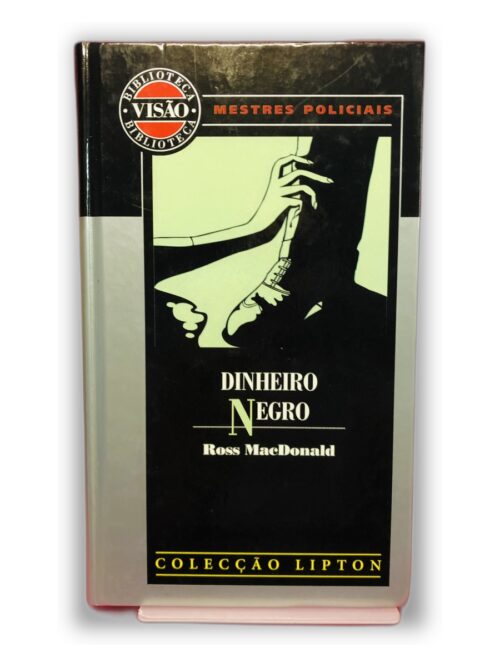 BIBLIOTECA
VISÃO
BIBLIOTECA
MESTRES POLICIAIS
DINHEIRO
NEGRO
Ross MacDonald
COLECÇÃO LIPTON